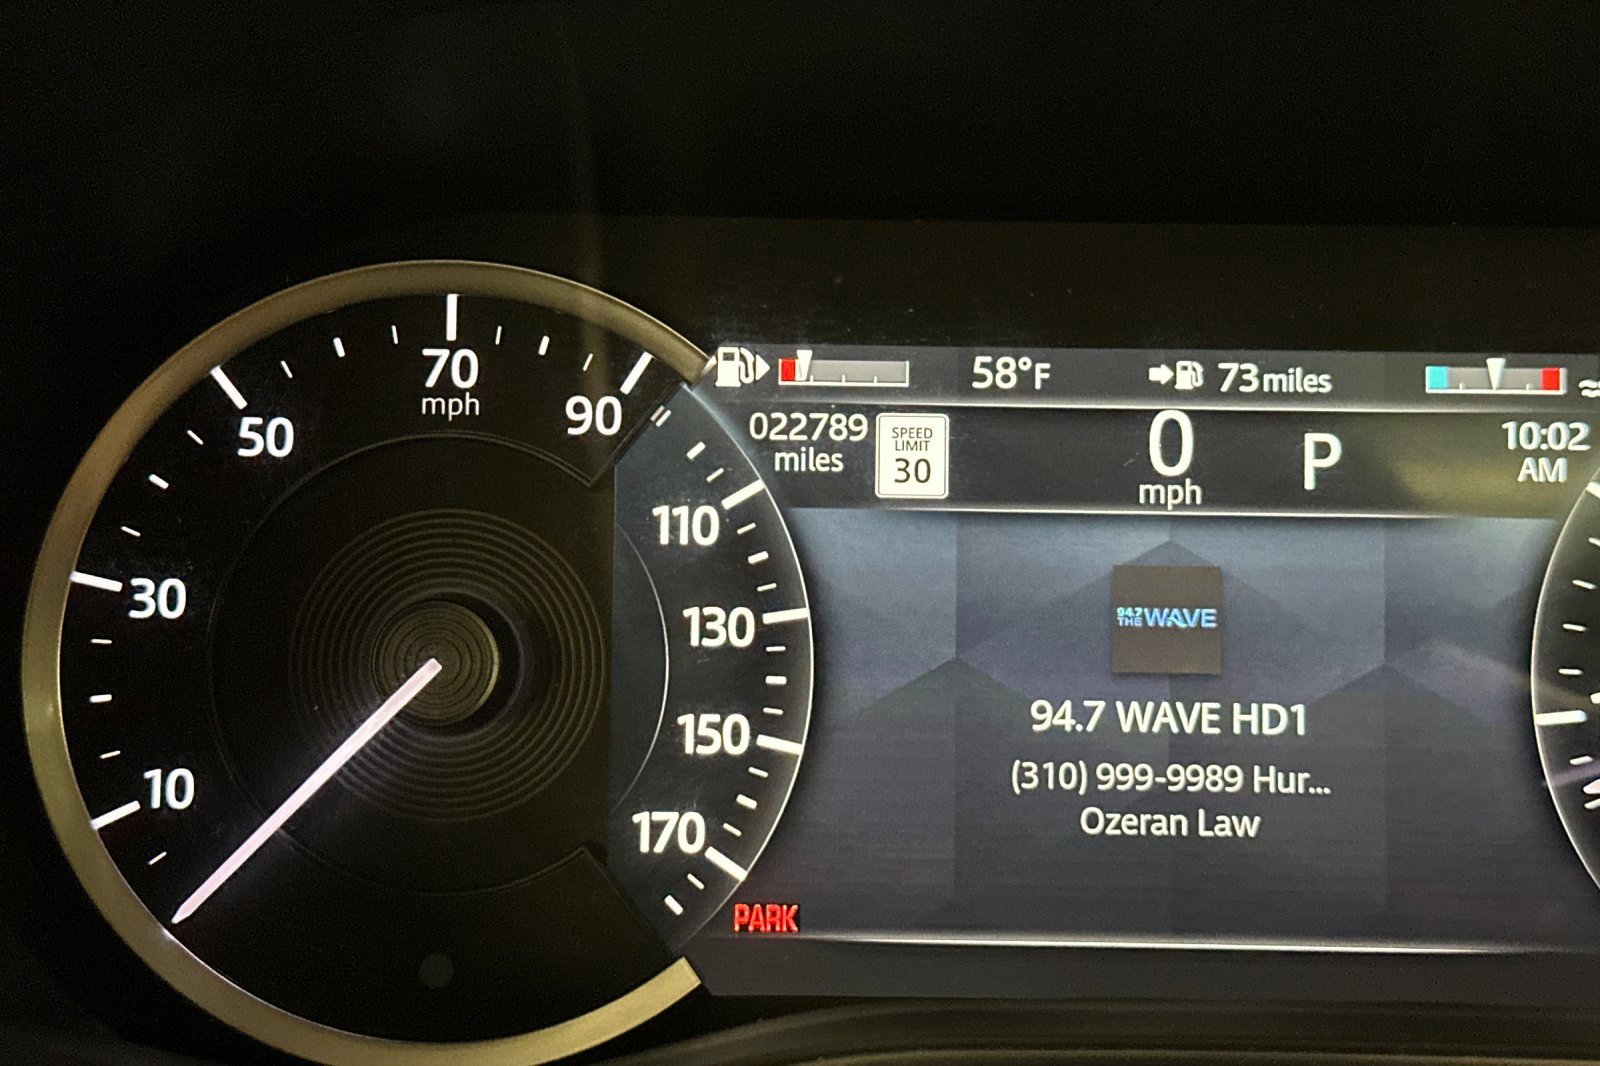 70
mph
50
90
30
10
110
130
150
170
58°F
73 miles
022789
miles
SPEED
LIMIT
30
0
mph
P
10:02
AM
94.7
THE WAVE
94.7 WAVE HD1
(310) 999-9989 Hur...
Ozeran Law
PARK